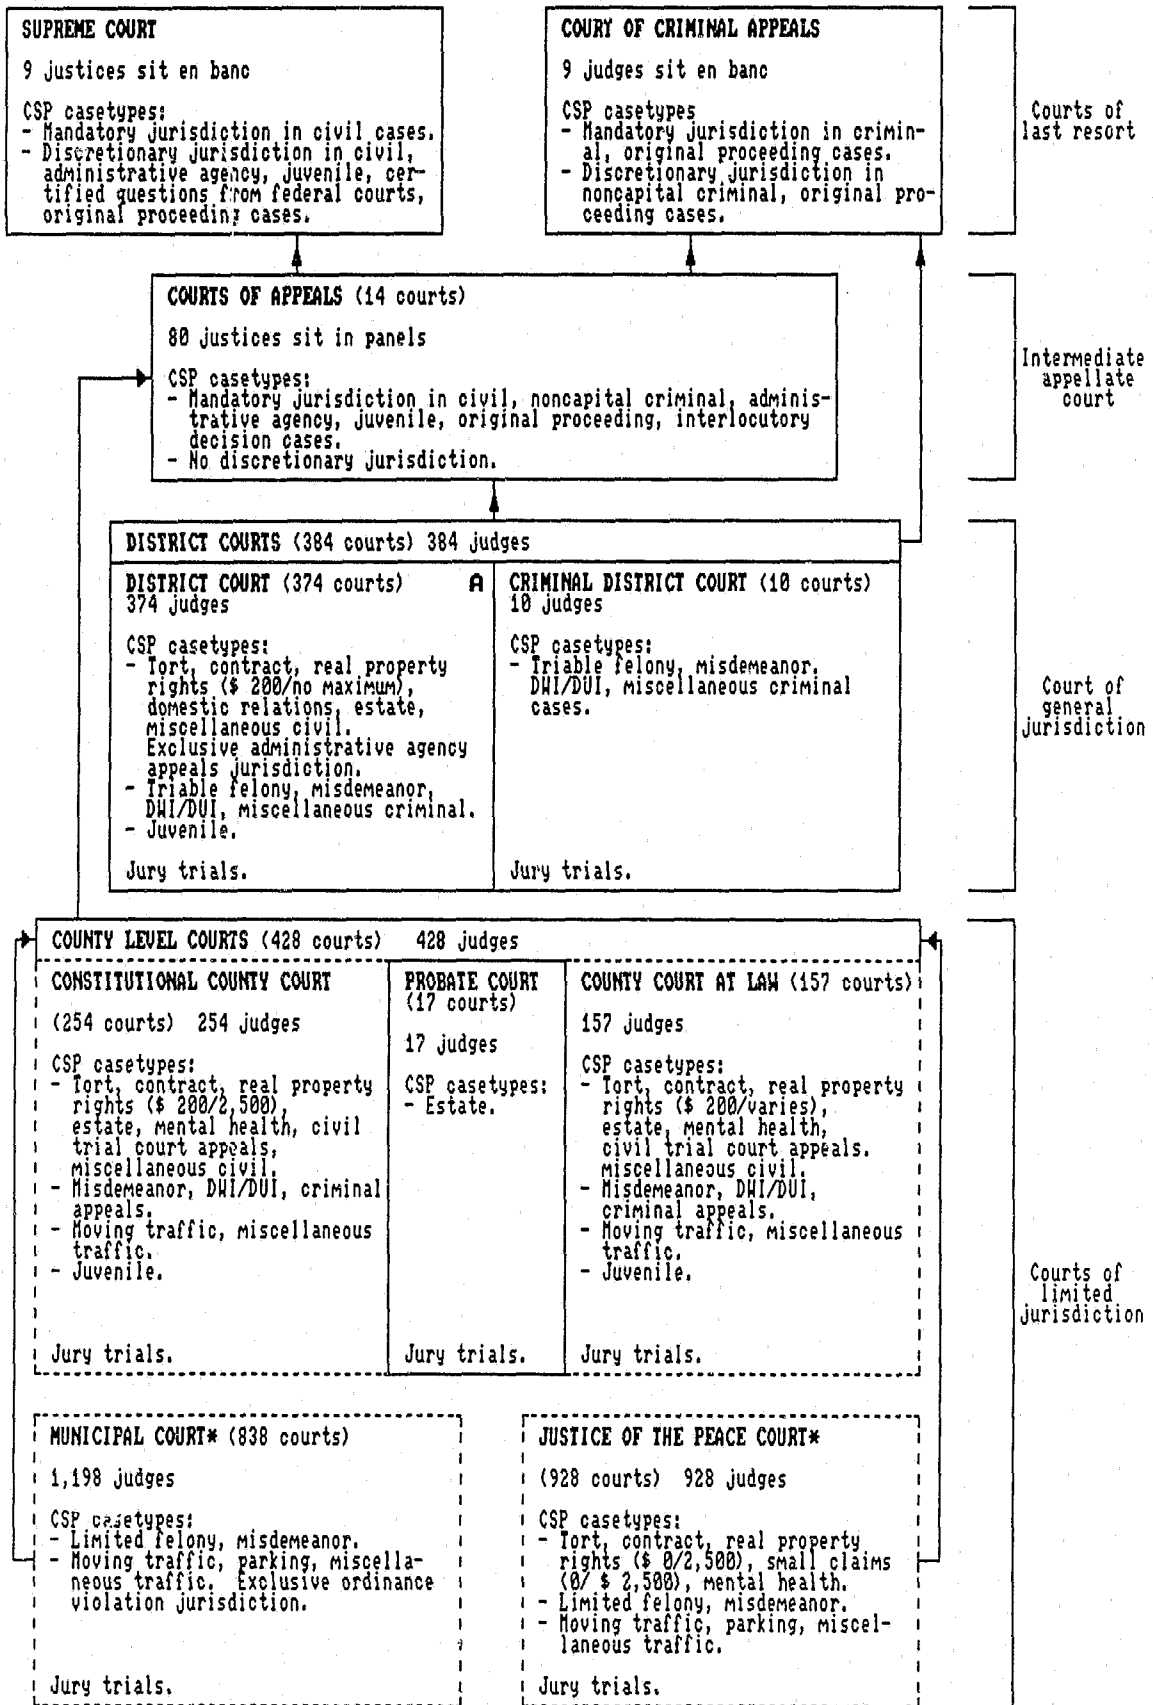 SUPREME COURT
9 justices sit en banc
CSP casetypes:
- Mandatory jurisdiction in civil cases.
- Discretionary jurisdiction in civil,
administrative agency, juvenile, cer-
tified questions from federal courts,
original proceeding cases.
COURT OF CRIMINAL APPEALS
9 judges sit en banc
CSP casetypes
- Mandatory jurisdiction in crimin-
al, original proceeding cases.
- Discretionary jurisdiction in
noncapital criminal, original pro-
ceeding cases.
Courts of
last resort
COURTS OF APPEALS (14 courts)
80 justices sit in panels
CSP casetypes:
- Mandatory jurisdiction in civil, noncapital criminal, adminis-
trative agency, juvenile, original proceeding, interlocutory
decision cases.
- No discretionary jurisdiction.
Intermediate
appellate
court
DISTRICT COURTS (384 courts) 384 judges
DISTRICT COURT (374 courts) A
374 judges
CSP casetypes:
- Tort, contract, real property
rights ($ 200/no maximum),
domestic relations, estate,
miscellaneous civil.
Exclusive administrative agency
appeals jurisdiction.
- Triable felony, misdemeanor,
DWI/DUI, miscellaneous criminal.
- Juvenile.
Jury trials.
CRIMINAL DISTRICT COURT (10 courts)
10 judges
CSP casetypes:
- Triable felony, misdemeanor.
DWI/DUI, miscellaneous criminal
cases.
Jury trials.
Court of
general
jurisdiction
COUNTY LEVEL COURTS (428 courts) 428 judges
CONSTITUTIONAL COUNTY COURT
(254 courts) 254 judges
CSP casetypes:
- Tort, contract, real property
rights ($ 200/2,500),
estate, mental health, civil
trial court appeals,
miscellaneous civil.
- Misdemeanor, DWI/DUI, criminal
appeals.
- Moving traffic, miscellaneous
traffic.
- Juvenile.
Jury trials.
PROBATE COURT
(17 courts)
17 judges
CSP casetypes:
- Estate.
Jury trials.
COUNTY COURT AT LAW (157 courts)
157 judges
CSP casetypes:
- Tort, contract, real property
rights ($ 200/varies),
estate, mental health,
civil trial court appeals.
miscellaneous civil.
- Misdemeanor, DWI/DUI,
criminal appeals.
- Moving traffic, miscellaneous
traffic.
- Juvenile.
Jury trials.
Courts of
limited
jurisdiction
MUNICIPAL COURT* (838 courts)
1,198 judges
CSP casetypes:
- Limited felony, misdemeanor.
- Moving traffic, parking, miscella-
neous traffic. Exclusive ordinance
violation jurisdiction.
Jury trials.
JUSTICE OF THE PEACE COURT*
(928 courts) 928 judges
CSP casetypes:
- Tort, contract, real property
rights ($ 0/2,500), small claims
(0/ $ 2,500), mental health.
- Limited felony, misdemeanor.
- Moving traffic, parking, miscel-
laneous traffic.
Jury trials.